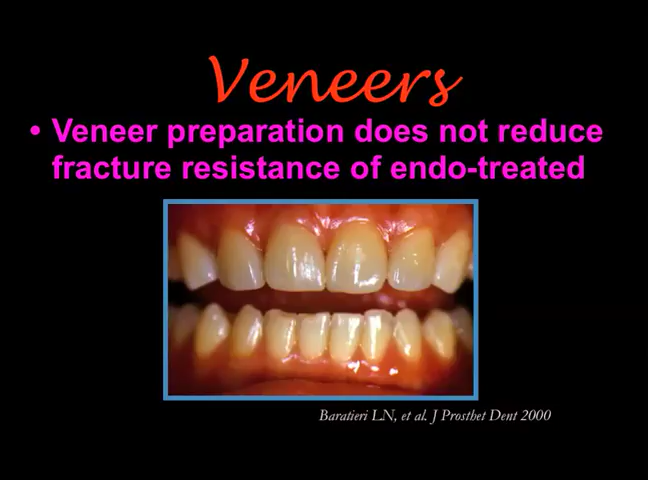 Veneers
• Veneer preparation does not reduce
fracture resistance of endo-treated
Baratieri LN, et al. J Prosthet Dent 2000